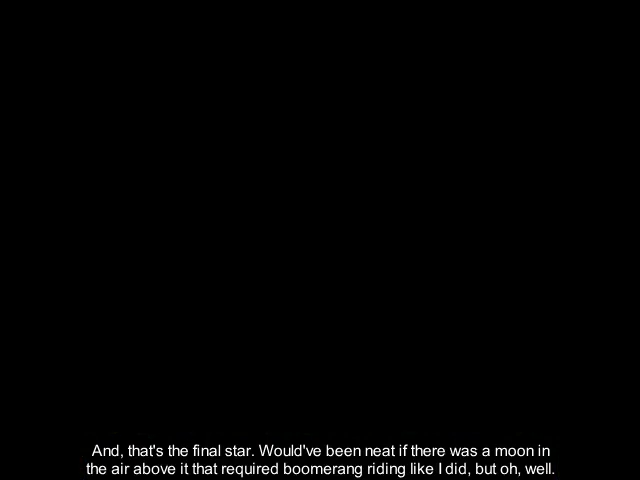 And, that's the final star. Would've been neat if there was a moon in
the air above it that required boomerang riding like I did, but oh, well.